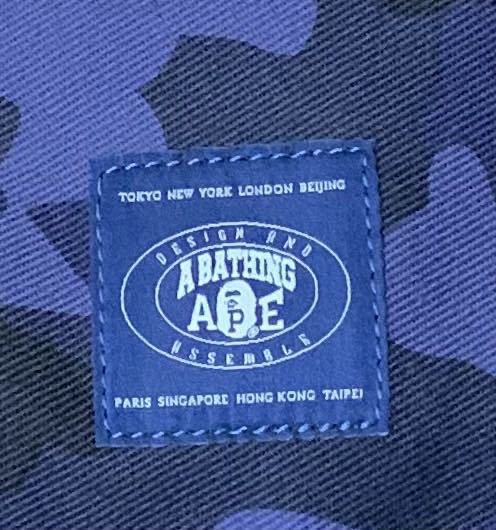 TOKYO NEW YORK LONDON BEIJING
DESIGN AND
A BATHING
APE
ASSEMBLE
PARIS SINGAPORE HONG KONG TAIPEI